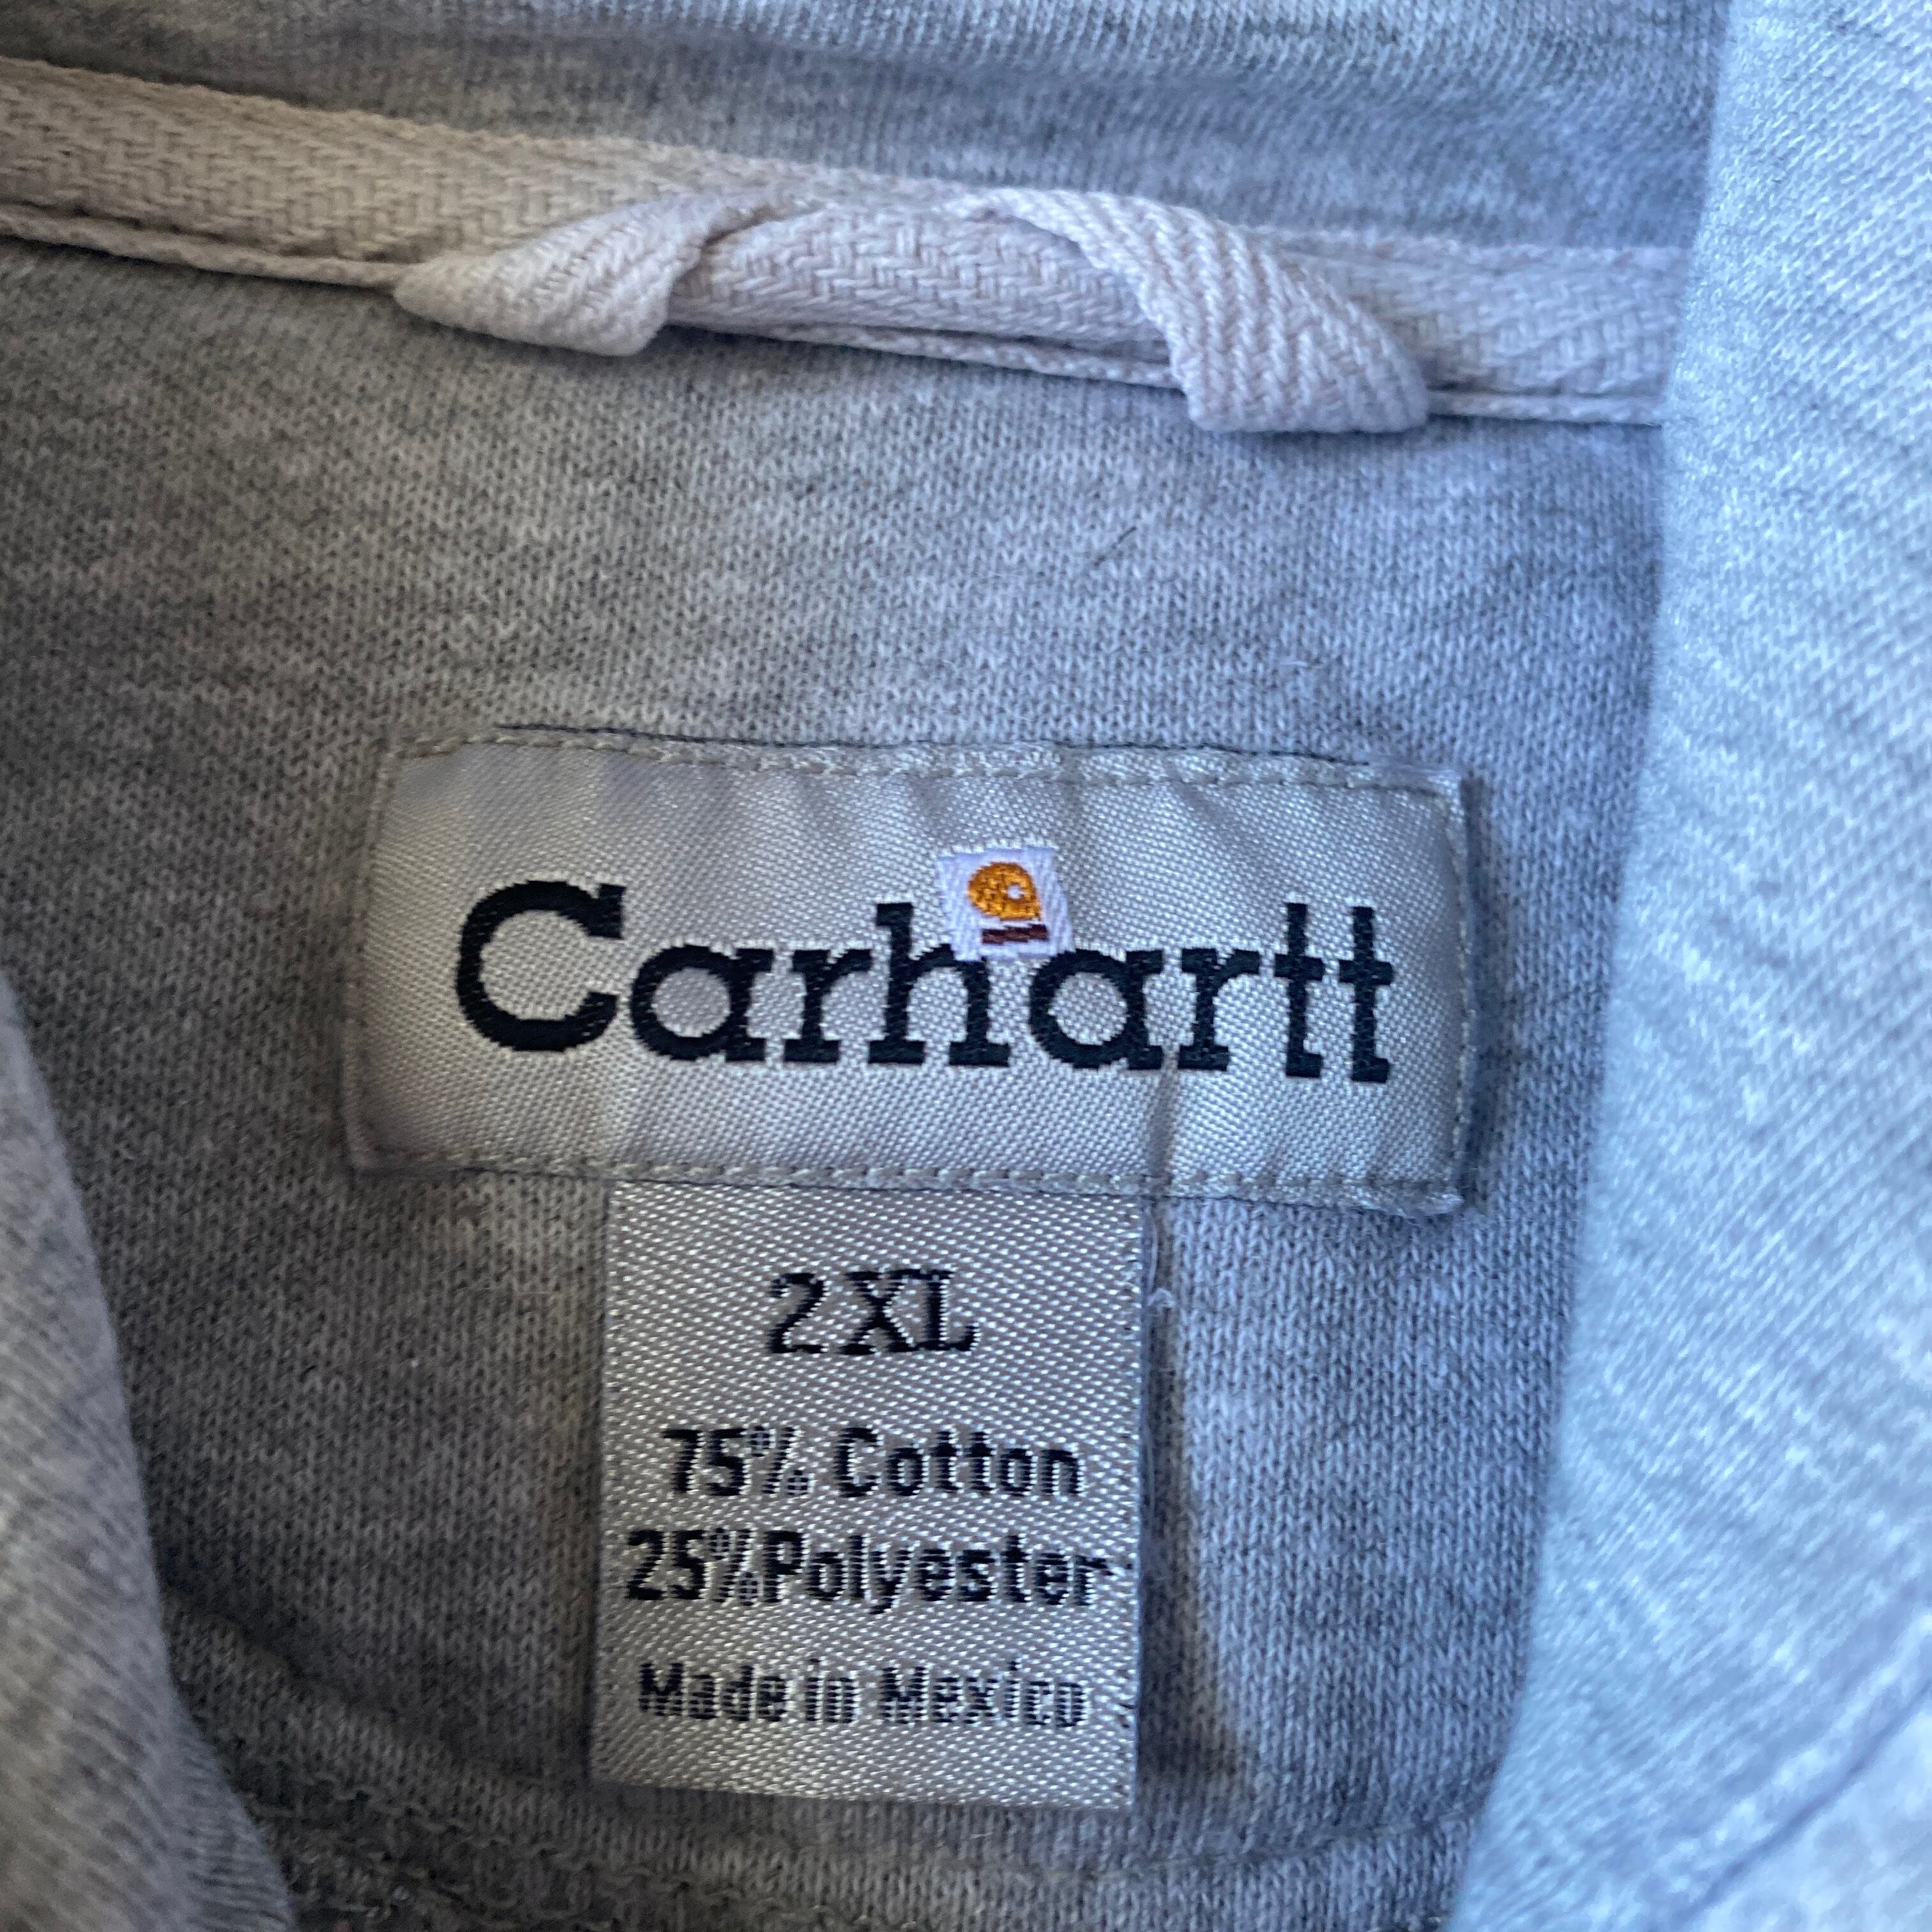 Carhartt
2XL
75% Cotton
25% Polyester
Made in Mexico